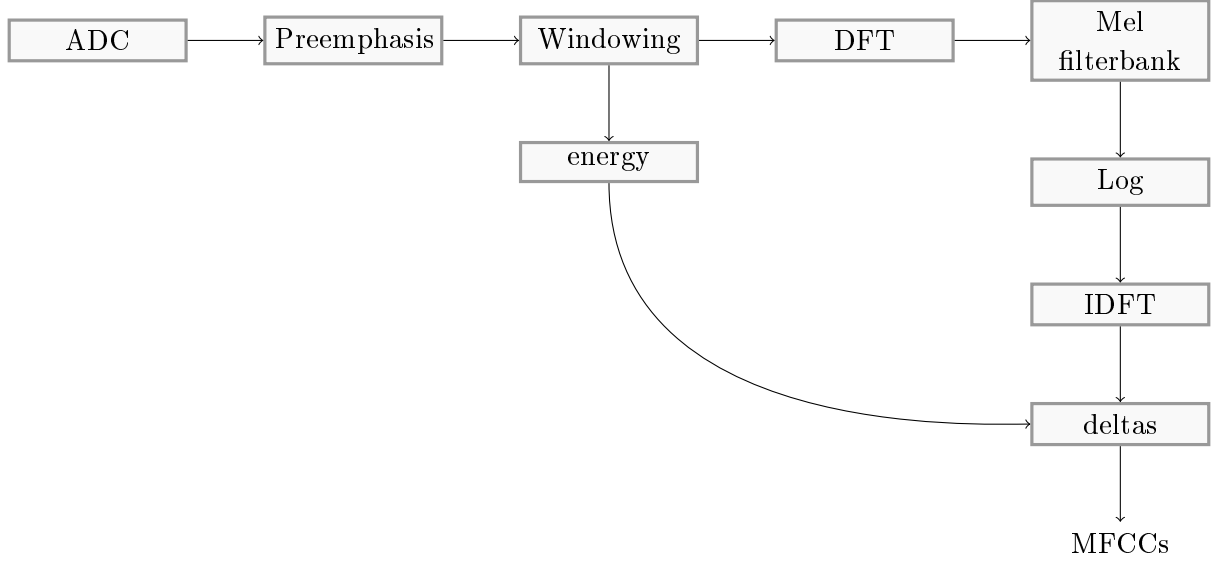 ADC
Preemphasis
Windowing
DFT
Mel
filterbank
energy
Log
IDFT
deltas
MFCCs